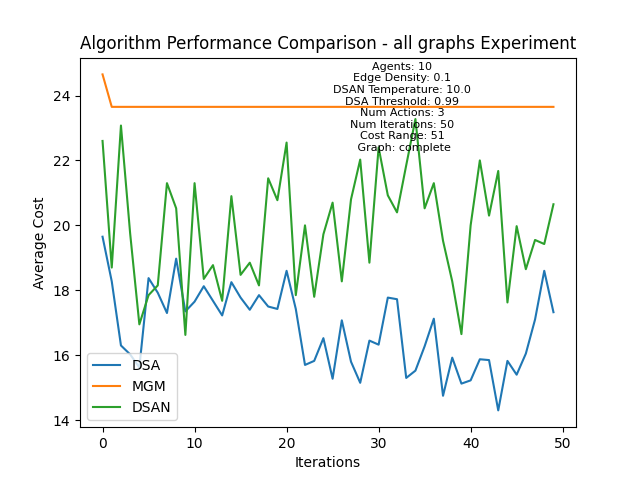 Algorithm Performance Comparison - all graphs Experiment
Agents: 10
Edge Density: 0.1
DSAN Temperature: 10.0
DSA Threshold: 0.99
Num Actions: 3
Num Iterations: 50
Cost Range: 51
Graph: complete
Average Cost
24
22
20
18
16
14
DSA
MGM
DSAN
0
10
20
30
40
50
Iterations